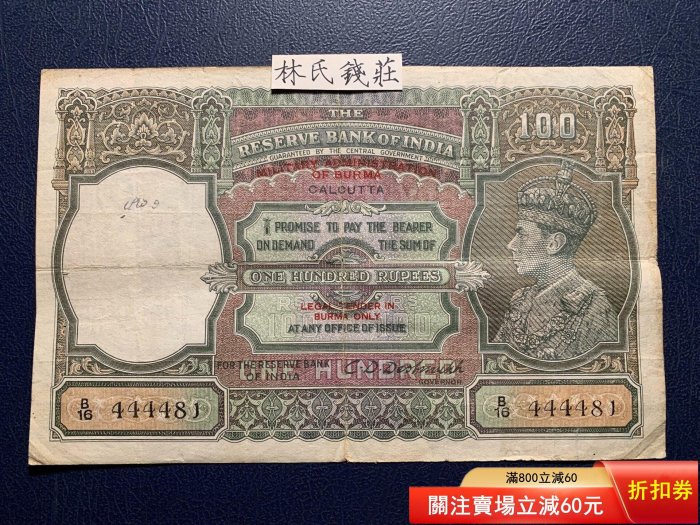 林氏錢莊
THE
RESERVE BANK OF INDIA
100
GUARANTEED BY THE CENTRAL GOVERNMENT
MILITARY ADMINISTRATION
OF BURMA
CALCUTTA
I PROMISE TO PAY THE BEARER
ON DEMAND THE SUM OF
ONE HUNDRED RUPEES
LEGAL TENDER IN
BURMA ONLY
AT ANY OFFICE OF ISSUE
FOR THE RESERVE BANK
OF INDIA
C D Deshmukh
GOVERNOR
B/16 444481
B/16 444481
滿800立減60
關注賣場立減60元
折扣券